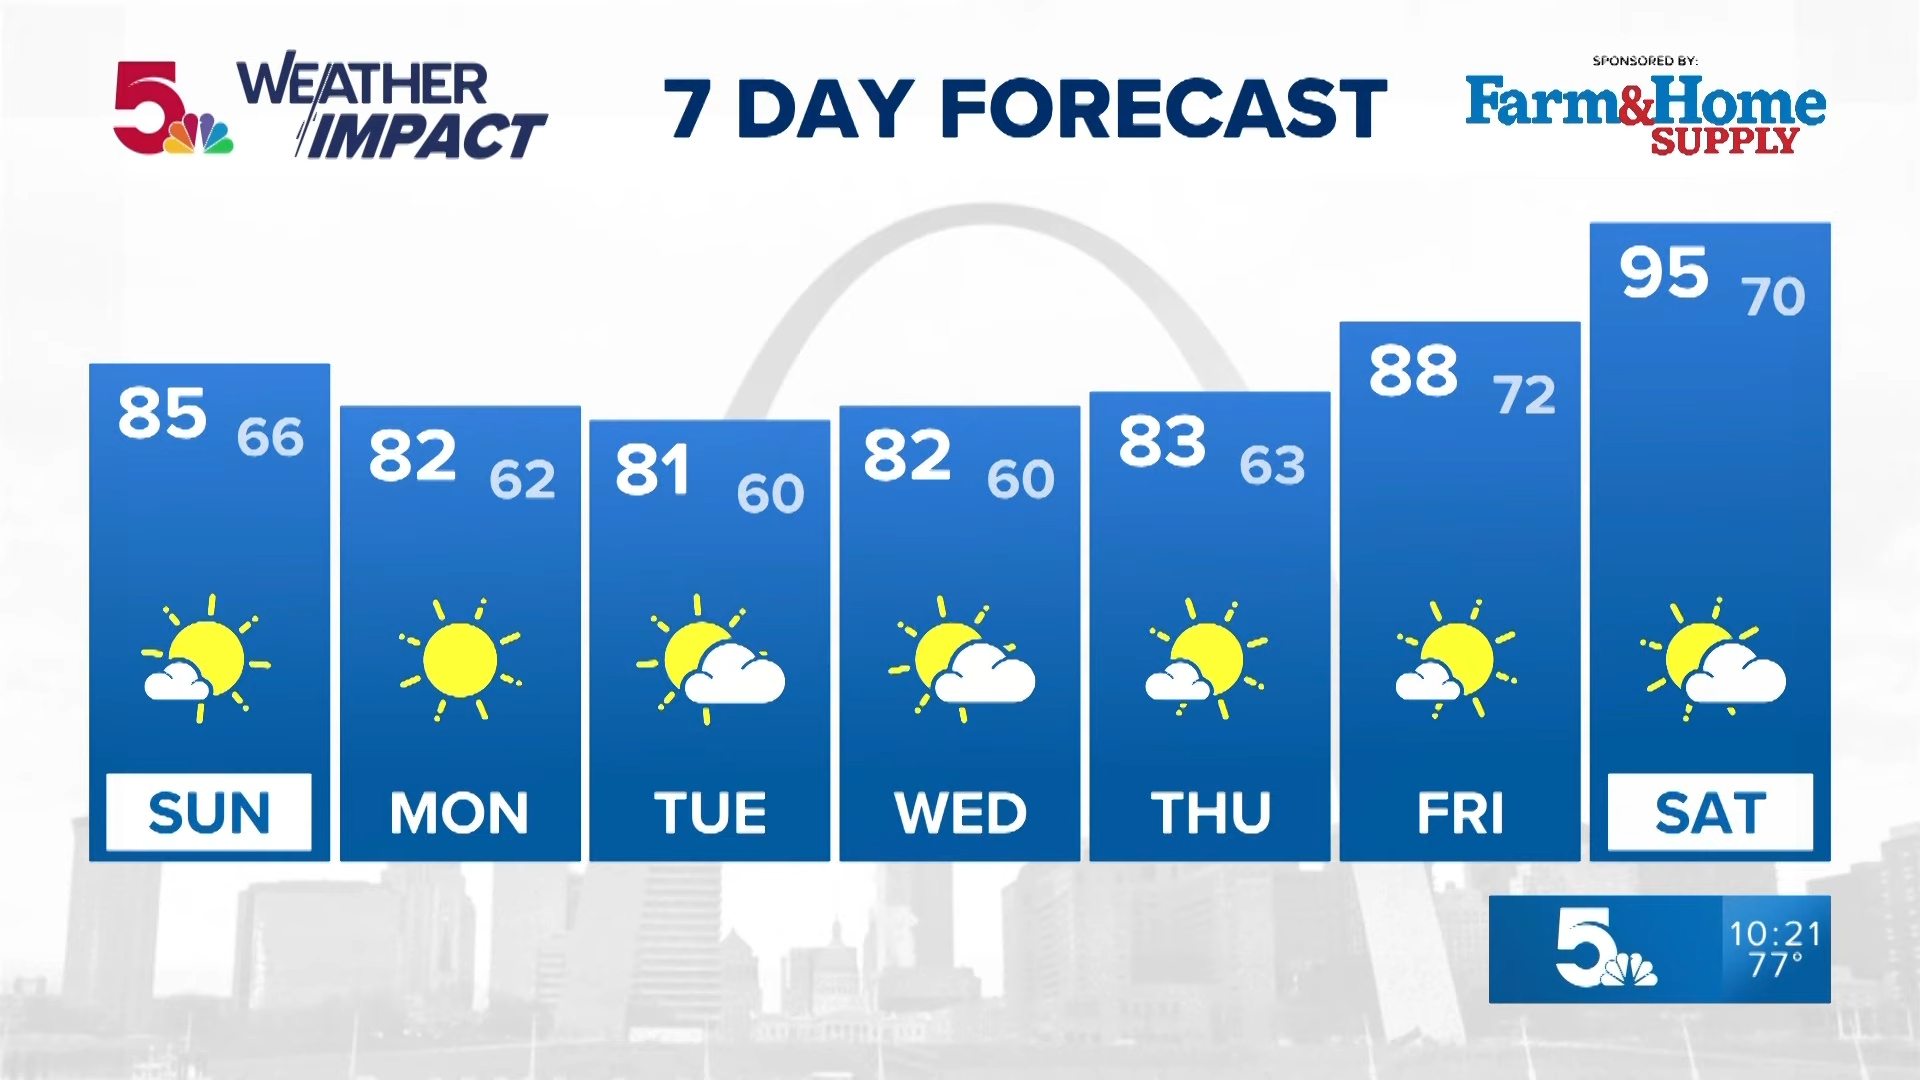 5 WEATHER
IMPACT
7 DAY FORECAST
SPONSORED BY:
Farm&Home
SUPPLY
85 66
82 62
81 60
82 60
83 63
88 72
95 70
SUN
MON
TUE
WED
THU
FRI
SAT
5
10:21
77°